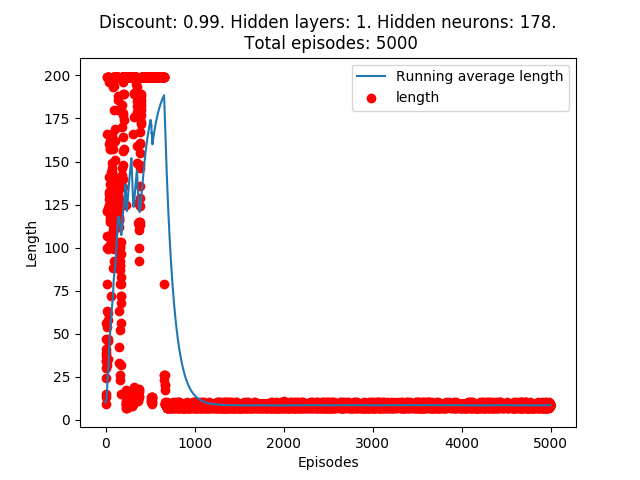 Discount: 0.99. Hidden layers: 1. Hidden neurons: 178.
Total episodes: 5000
Running average length
length
200
175
150
125
100
75
50
25
0
Length
0 1000 2000 3000 4000 5000
Episodes